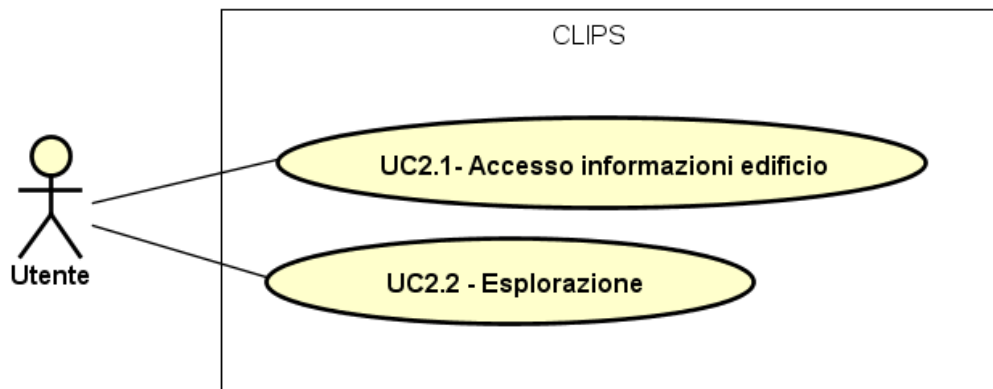 CLIPS
UC2.1- Accesso informazioni edificio
Utente
UC2.2 - Esplorazione